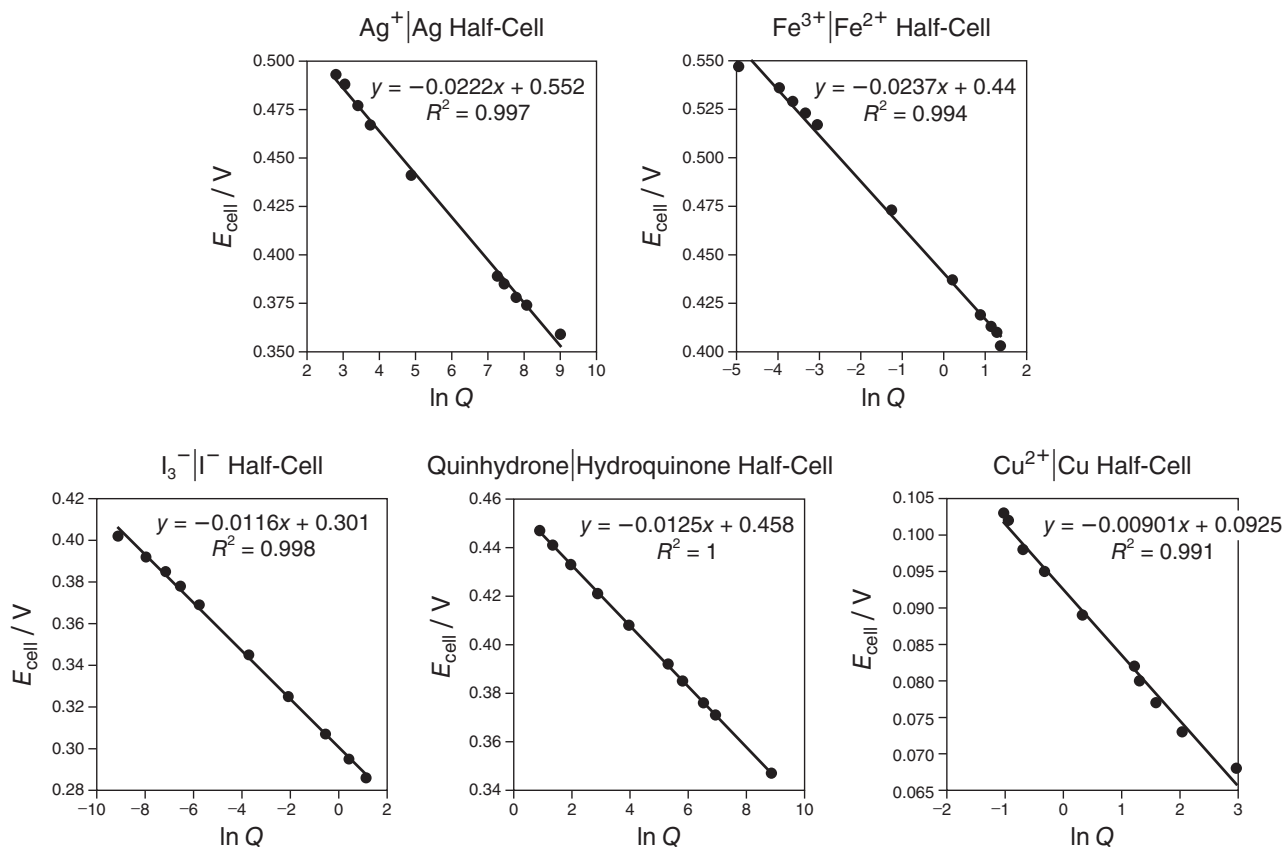 Ag⁺|Ag Half-Cell
y = −0.0222x + 0.552
R² = 0.997
0.500
0.475
0.450
0.425
0.400
0.375
0.350
2 3 4 5 6 7 8 9 10
E_cell / V
ln Q
Fe³⁺|Fe²⁺ Half-Cell
y = −0.0237x + 0.44
R² = 0.994
0.550
0.525
0.500
0.475
0.450
0.425
0.400
−5 −4 −3 −2 −1 0 1 2
E_cell / V
ln Q
I₃⁻|I⁻ Half-Cell
y = −0.0116x + 0.301
R² = 0.998
0.42
0.40
0.38
0.36
0.34
0.32
0.30
0.28
−10 −8 −6 −4 −2 0 2
E_cell / V
ln Q
Quinhydrone|Hydroquinone Half-Cell
y = −0.0125x + 0.458
R² = 1
0.46
0.44
0.42
0.40
0.38
0.36
0.34
0 2 4 6 8 10
E_cell / V
ln Q
Cu²⁺|Cu Half-Cell
y = −0.00901x + 0.0925
R² = 0.991
0.105
0.100
0.095
0.090
0.085
0.080
0.075
0.070
0.065
−2 −1 0 1 2 3
E_cell / V
ln Q